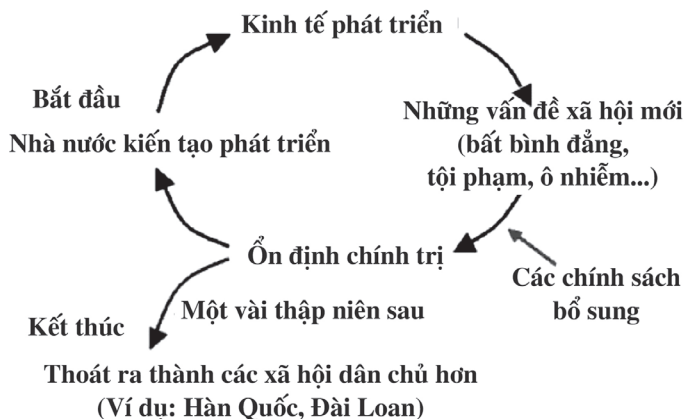 Kinh tế phát triển
Bắt đầu
Nhà nước kiến tạo phát triển
Những vấn đề xã hội mới
(bất bình đẳng,
tội phạm, ô nhiễm...)
Ổn định chính trị
Các chính sách
bổ sung
Một vài thập niên sau
Kết thúc
Thoát ra thành các xã hội dân chủ hơn
(Ví dụ: Hàn Quốc, Đài Loan)